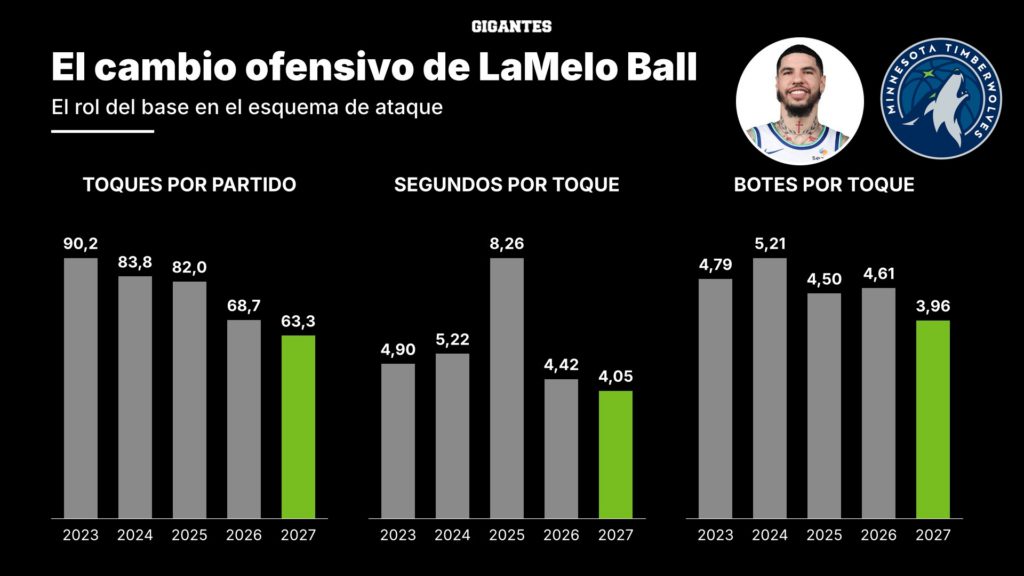 GIGANTES
El cambio ofensivo de LaMelo Ball
El rol del base en el esquema de ataque
MINNESOTA TIMBERWOLVES
TOQUES POR PARTIDO
90,2
83,8
82,0
68,7
63,3
2023 2024 2025 2026 2027
SEGUNDOS POR TOQUE
4,90
5,22
8,26
4,42
4,05
2023 2024 2025 2026 2027
BOTES POR TOQUE
4,79
5,21
4,50
4,61
3,96
2023 2024 2025 2026 2027